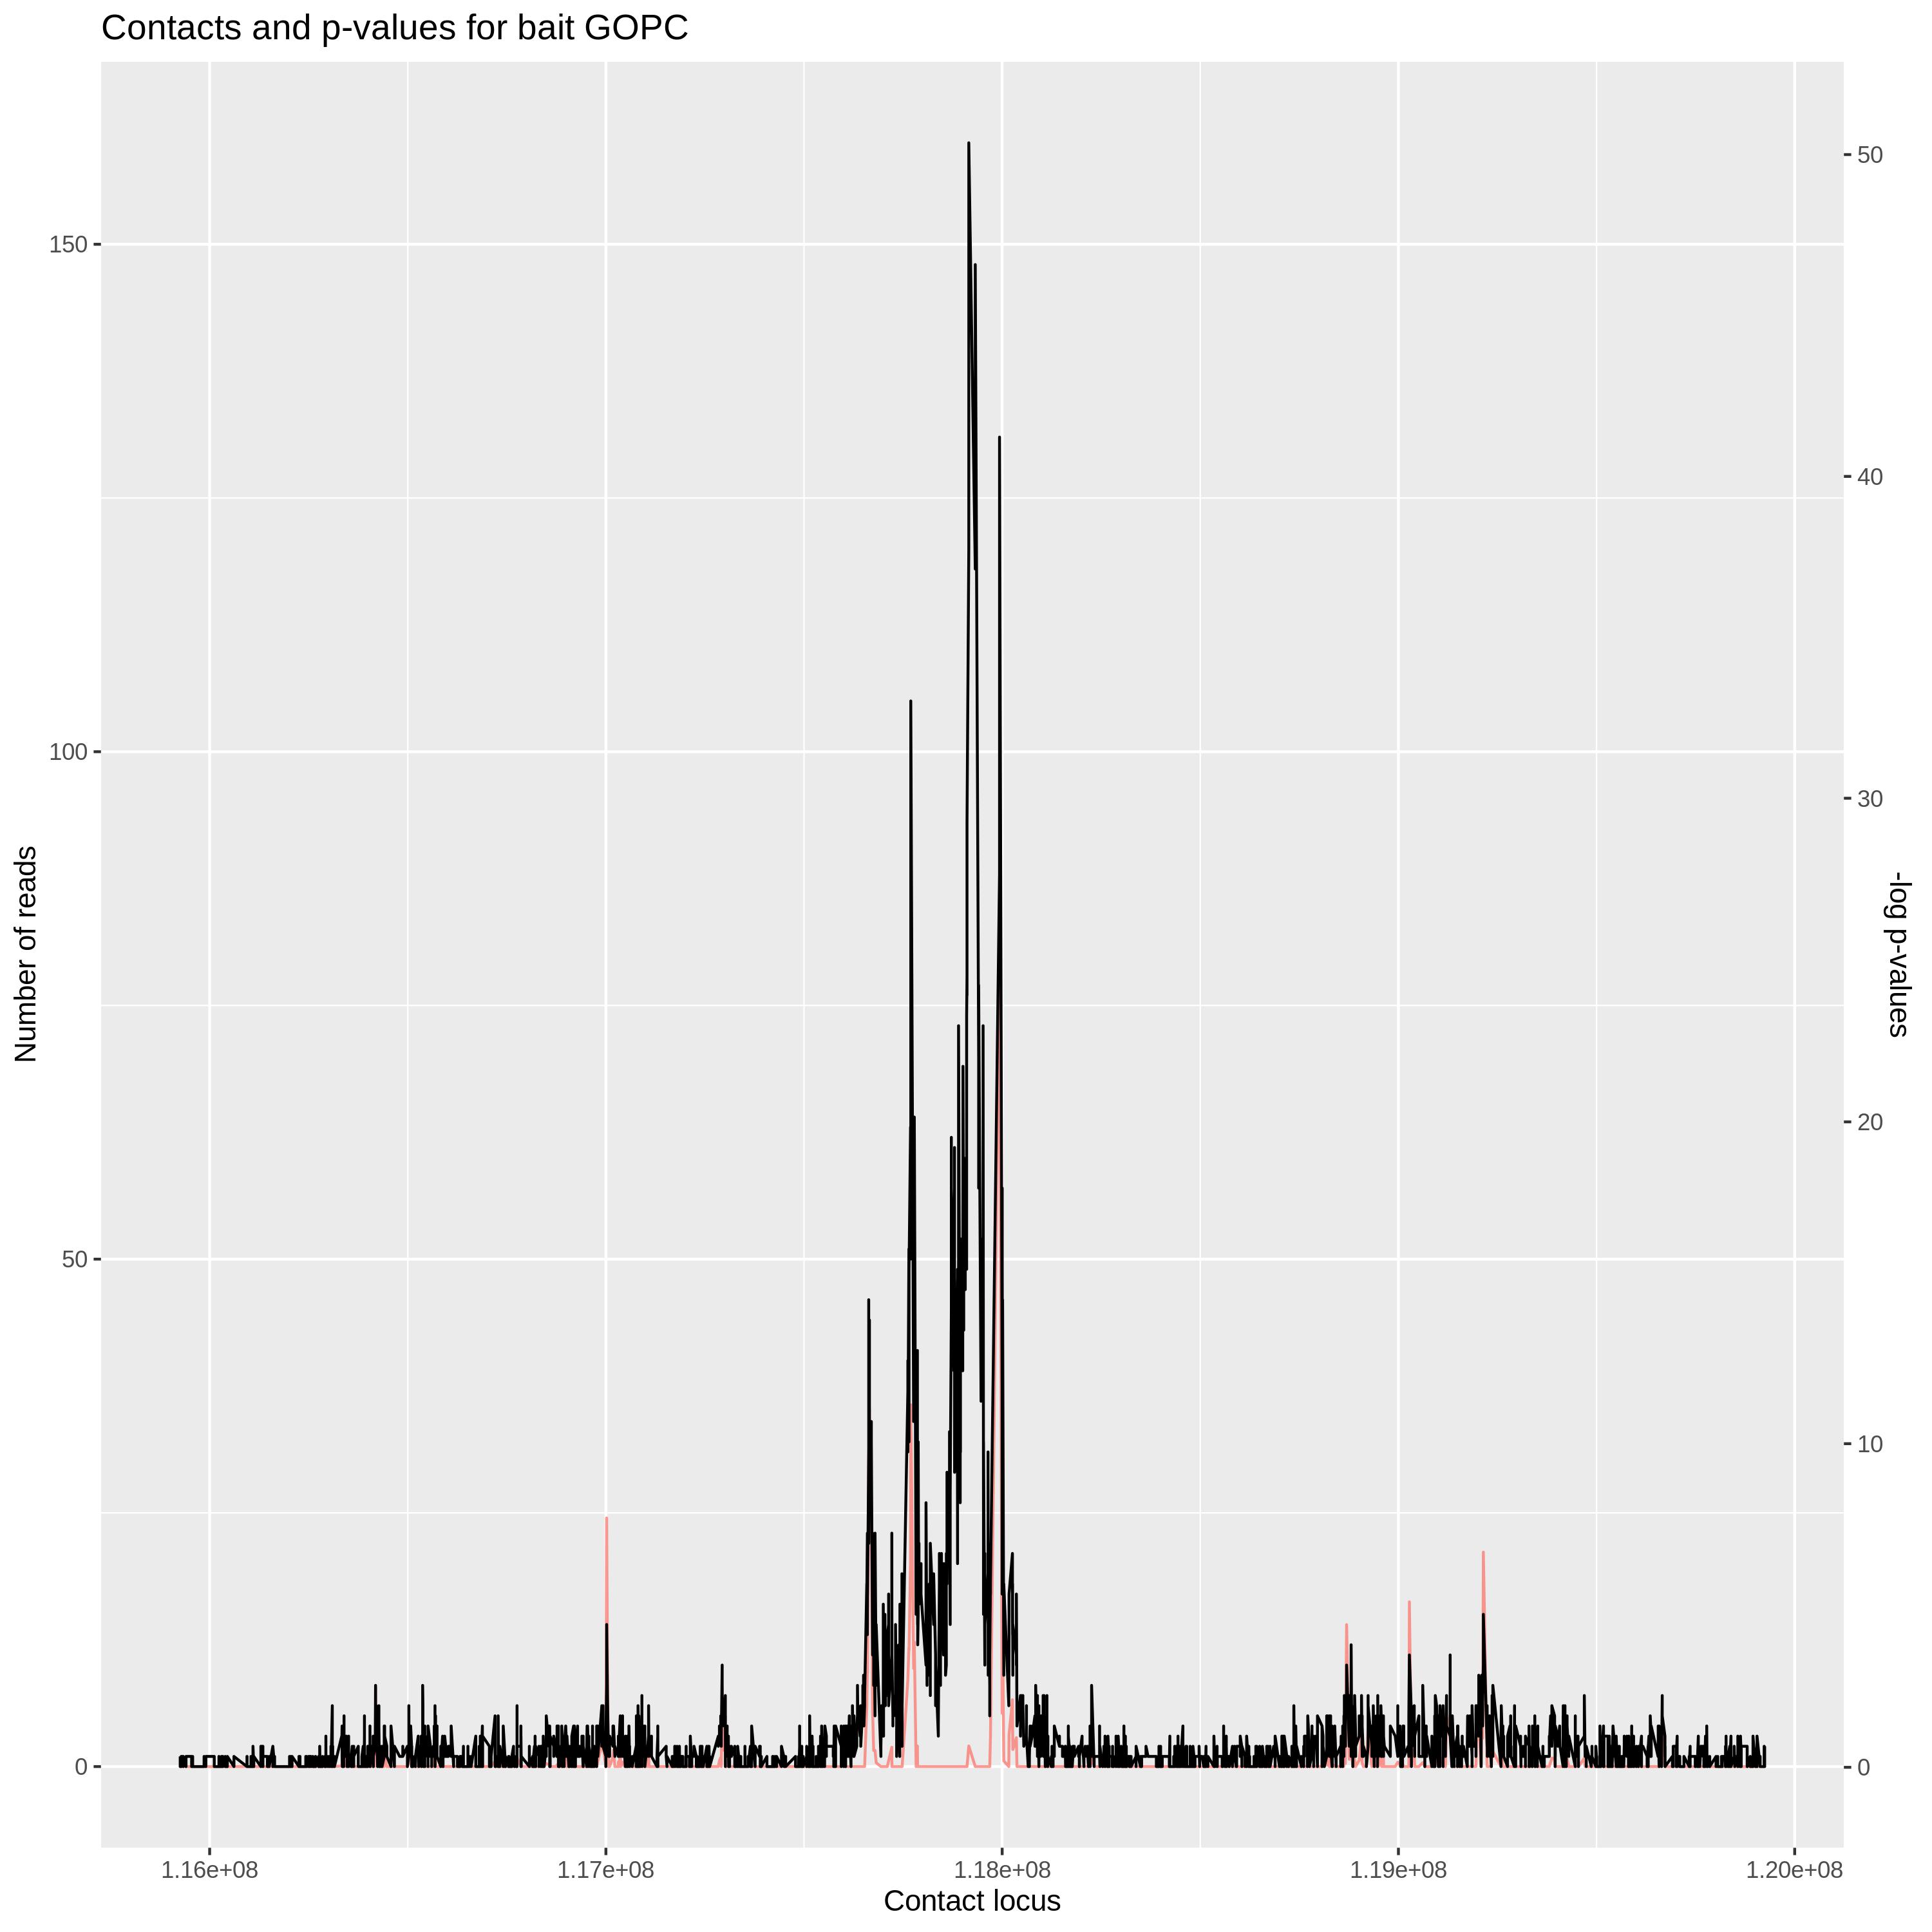 Contacts and p-values for bait GOPC
150
100
50
0
Number of reads
50
40
30
20
10
0
-log p-values
1.16e+08
1.17e+08
1.18e+08
1.19e+08
1.20e+08
Contact locus